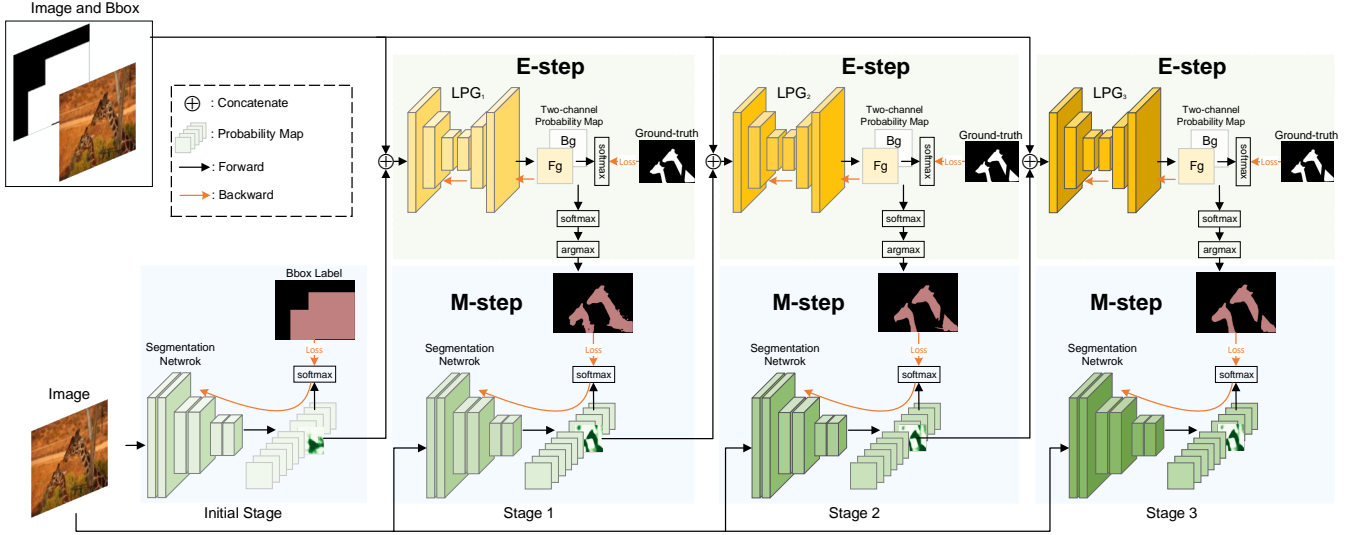 Image and Bbox
: Concatenate
: Probability Map
: Forward
: Backward
E-step
LPG1
Two-channel
Probability Map
Bg
Fg
softmax
Loss
Ground-truth
softmax
argmax
E-step
LPG2
Two-channel
Probability Map
Bg
Fg
softmax
Loss
Ground-truth
softmax
argmax
E-step
LPG3
Two-channel
Probability Map
Bg
Fg
softmax
Loss
Ground-truth
softmax
argmax
Image
Bbox Label
Segmentation
Netwrok
Loss
softmax
Initial Stage
M-step
Segmentation
Netwrok
Loss
softmax
Stage 1
M-step
Segmentation
Netwrok
Loss
softmax
Stage 2
M-step
Segmentation
Netwrok
Loss
softmax
Stage 3